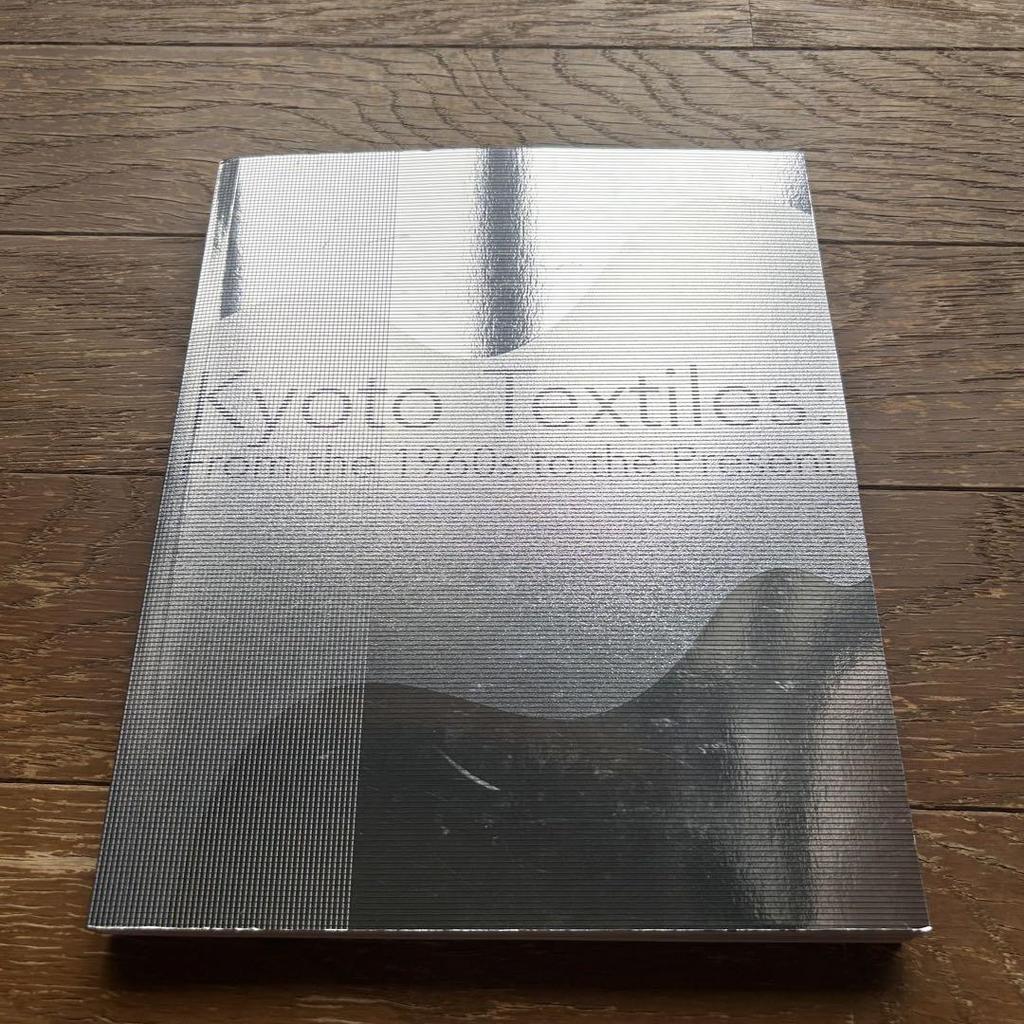 Kyoto Textiles:
From the 1960s to the Present